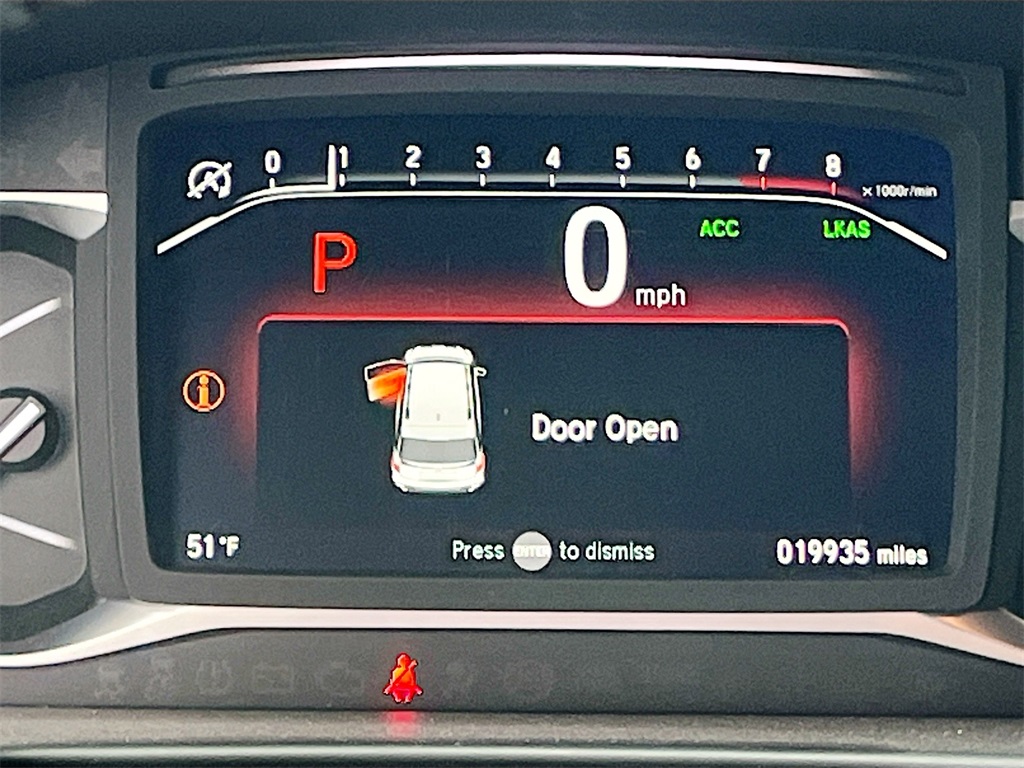 0 1 2 3 4 5 6 7 8
x 1000r/min
P 0 mph ACC LKAS
i
Door Open
51°F Press ENTER to dismiss 019935 miles